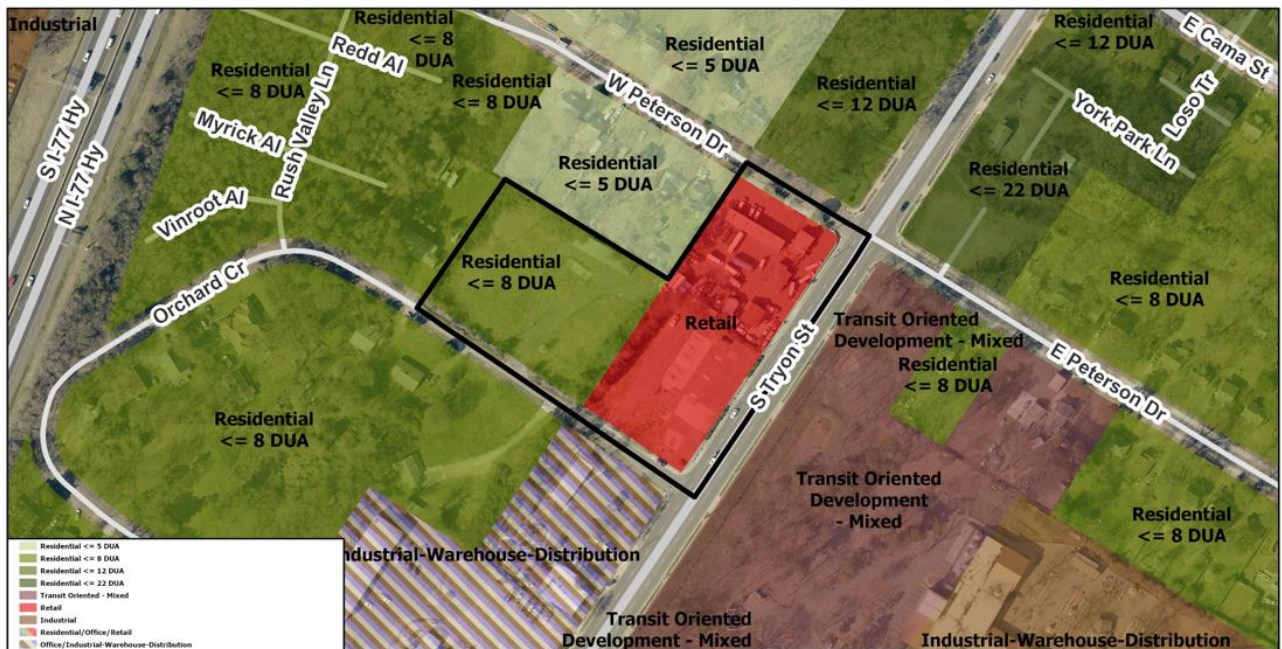 Industrial
Residential
<= 8
DUA
Residential
<= 5 DUA
Residential
<= 12 DUA
E Cama St
Redd Al
Residential
<= 8 DUA
Residential
<= 8 DUA
W Peterson Dr
Residential
<= 12 DUA
York Park Ln
Loso Tr
S I-77 Hy
N I-77 Hy
Myrick Al
Rush Valley Ln
Vinroot Al
Residential
<= 5 DUA
Residential
<= 22 DUA
Orchard Cr
Residential
<= 8 DUA
Residential
<= 8 DUA
Retail
Transit Oriented
Development - Mixed
Residential
<= 8 DUA
S Tryon St
E Peterson Dr
Residential
<= 8 DUA
Transit Oriented
Development
- Mixed
Residential
<= 8 DUA
ndustrial-Warehouse-Distribution
Transit Oriented
Development - Mixed
Industrial-Warehouse-Distribution
Residential <= 5 DUA
Residential <= 8 DUA
Residential <= 12 DUA
Residential <= 22 DUA
Transit Oriented - Mixed
Retail
Industrial
Residential/Office/Retail
Office/Industrial-Warehouse-Distribution